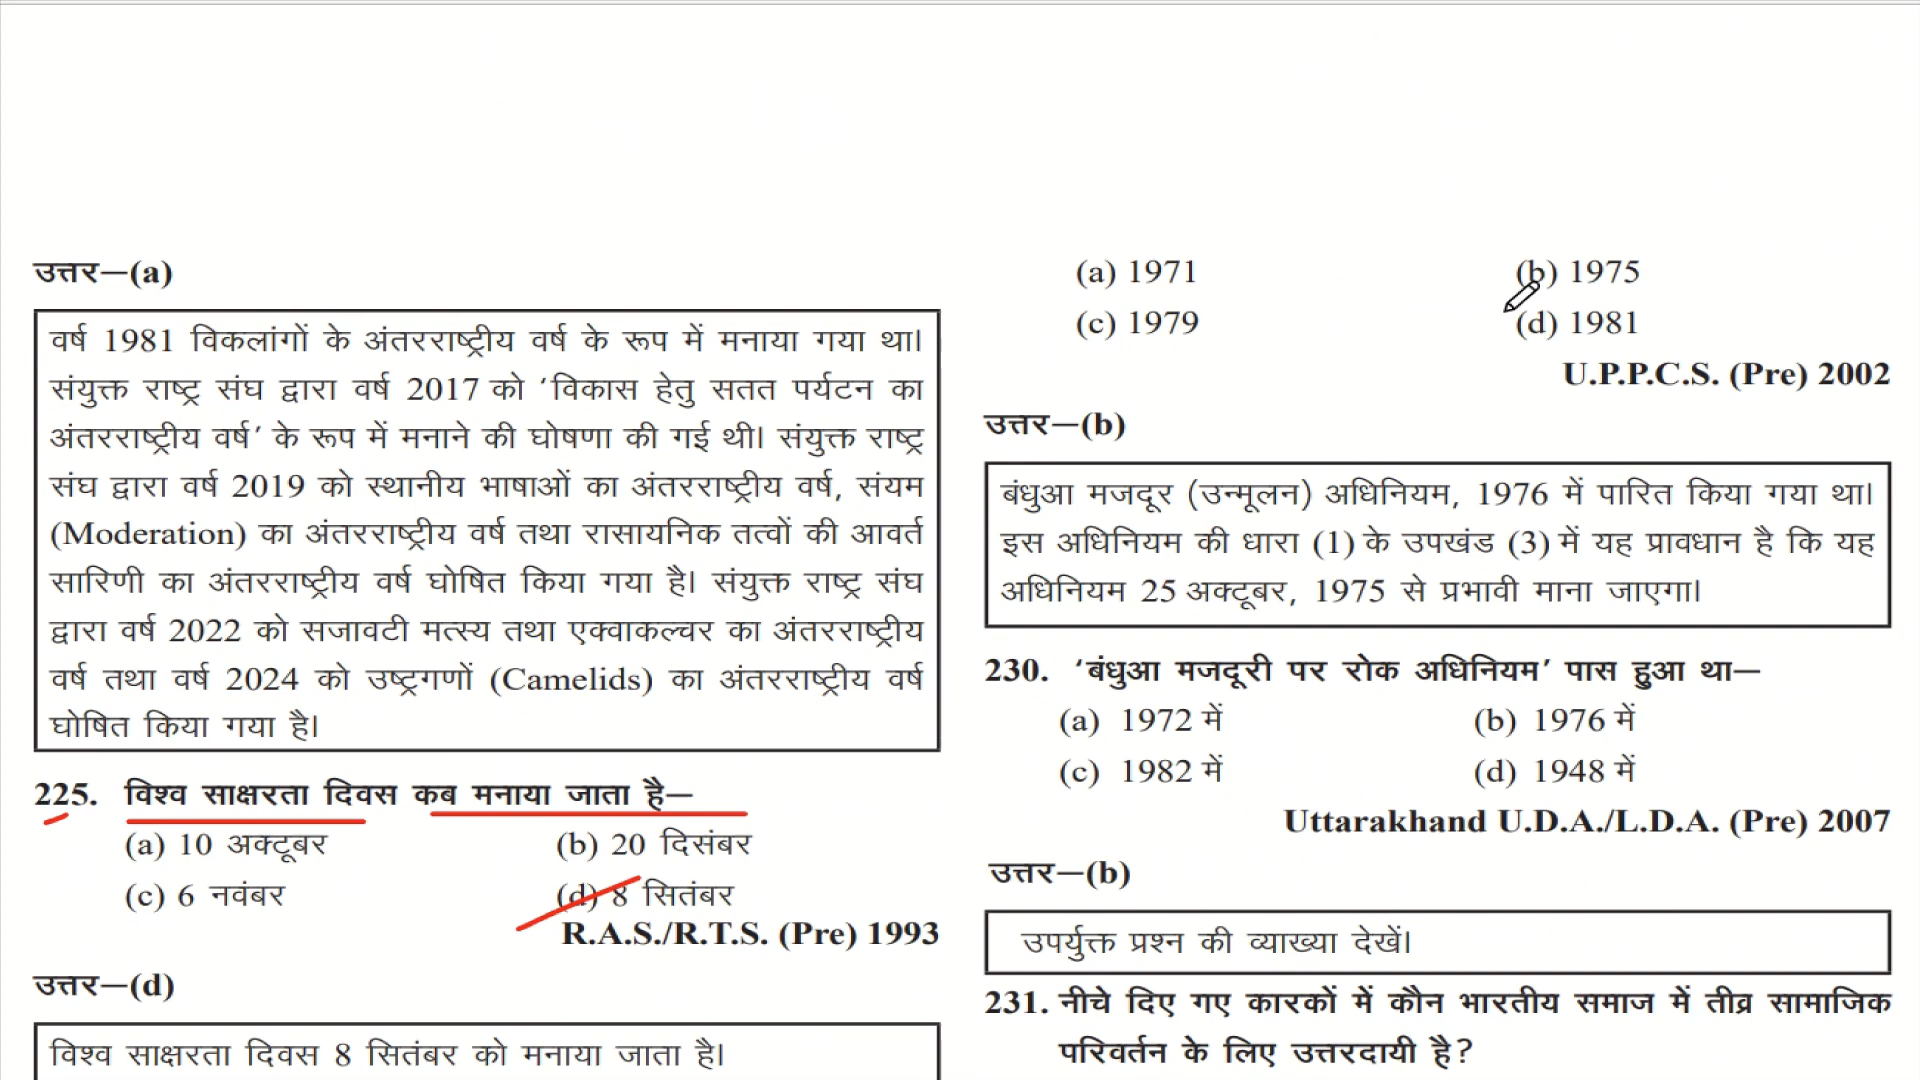 उत्तर—(a)
वर्ष 1981 विकलांगों के अंतरराष्ट्रीय वर्ष के रूप में मनाया गया था।
संयुक्त राष्ट्र संघ द्वारा वर्ष 2017 को ‘विकास हेतु सतत पर्यटन का
अंतरराष्ट्रीय वर्ष’ के रूप में मनाने की घोषणा की गई थी। संयुक्त राष्ट्र
संघ द्वारा वर्ष 2019 को स्थानीय भाषाओं का अंतरराष्ट्रीय वर्ष, संयम
(Moderation) का अंतरराष्ट्रीय वर्ष तथा रासायनिक तत्वों की आवर्त
सारिणी का अंतरराष्ट्रीय वर्ष घोषित किया गया है। संयुक्त राष्ट्र संघ
द्वारा वर्ष 2022 को सजावटी मत्स्य तथा एक्वाकल्चर का अंतरराष्ट्रीय
वर्ष तथा वर्ष 2024 को उष्ट्रगणों (Camelids) का अंतरराष्ट्रीय वर्ष
घोषित किया गया है।
225. विश्व साक्षरता दिवस कब मनाया जाता है—
(a) 10 अक्टूबर (b) 20 दिसंबर
(c) 6 नवंबर (d) 8 सितंबर
R.A.S./R.T.S. (Pre) 1993
उत्तर—(d)
विश्व साक्षरता दिवस 8 सितंबर को मनाया जाता है।
(a) 1971 (b) 1975
(c) 1979 (d) 1981
U.P.P.C.S. (Pre) 2002
उत्तर—(b)
बंधुआ मजदूर (उन्मूलन) अधिनियम, 1976 में पारित किया गया था।
इस अधिनियम की धारा (1) के उपखंड (3) में यह प्रावधान है कि यह
अधिनियम 25 अक्टूबर, 1975 से प्रभावी माना जाएगा।
230. ‘बंधुआ मजदूरी पर रोक अधिनियम’ पास हुआ था—
(a) 1972 में (b) 1976 में
(c) 1982 में (d) 1948 में
Uttarakhand U.D.A./L.D.A. (Pre) 2007
उत्तर—(b)
उपर्युक्त प्रश्न की व्याख्या देखें।
231. नीचे दिए गए कारकों में कौन भारतीय समाज में तीव्र सामाजिक
परिवर्तन के लिए उत्तरदायी है?